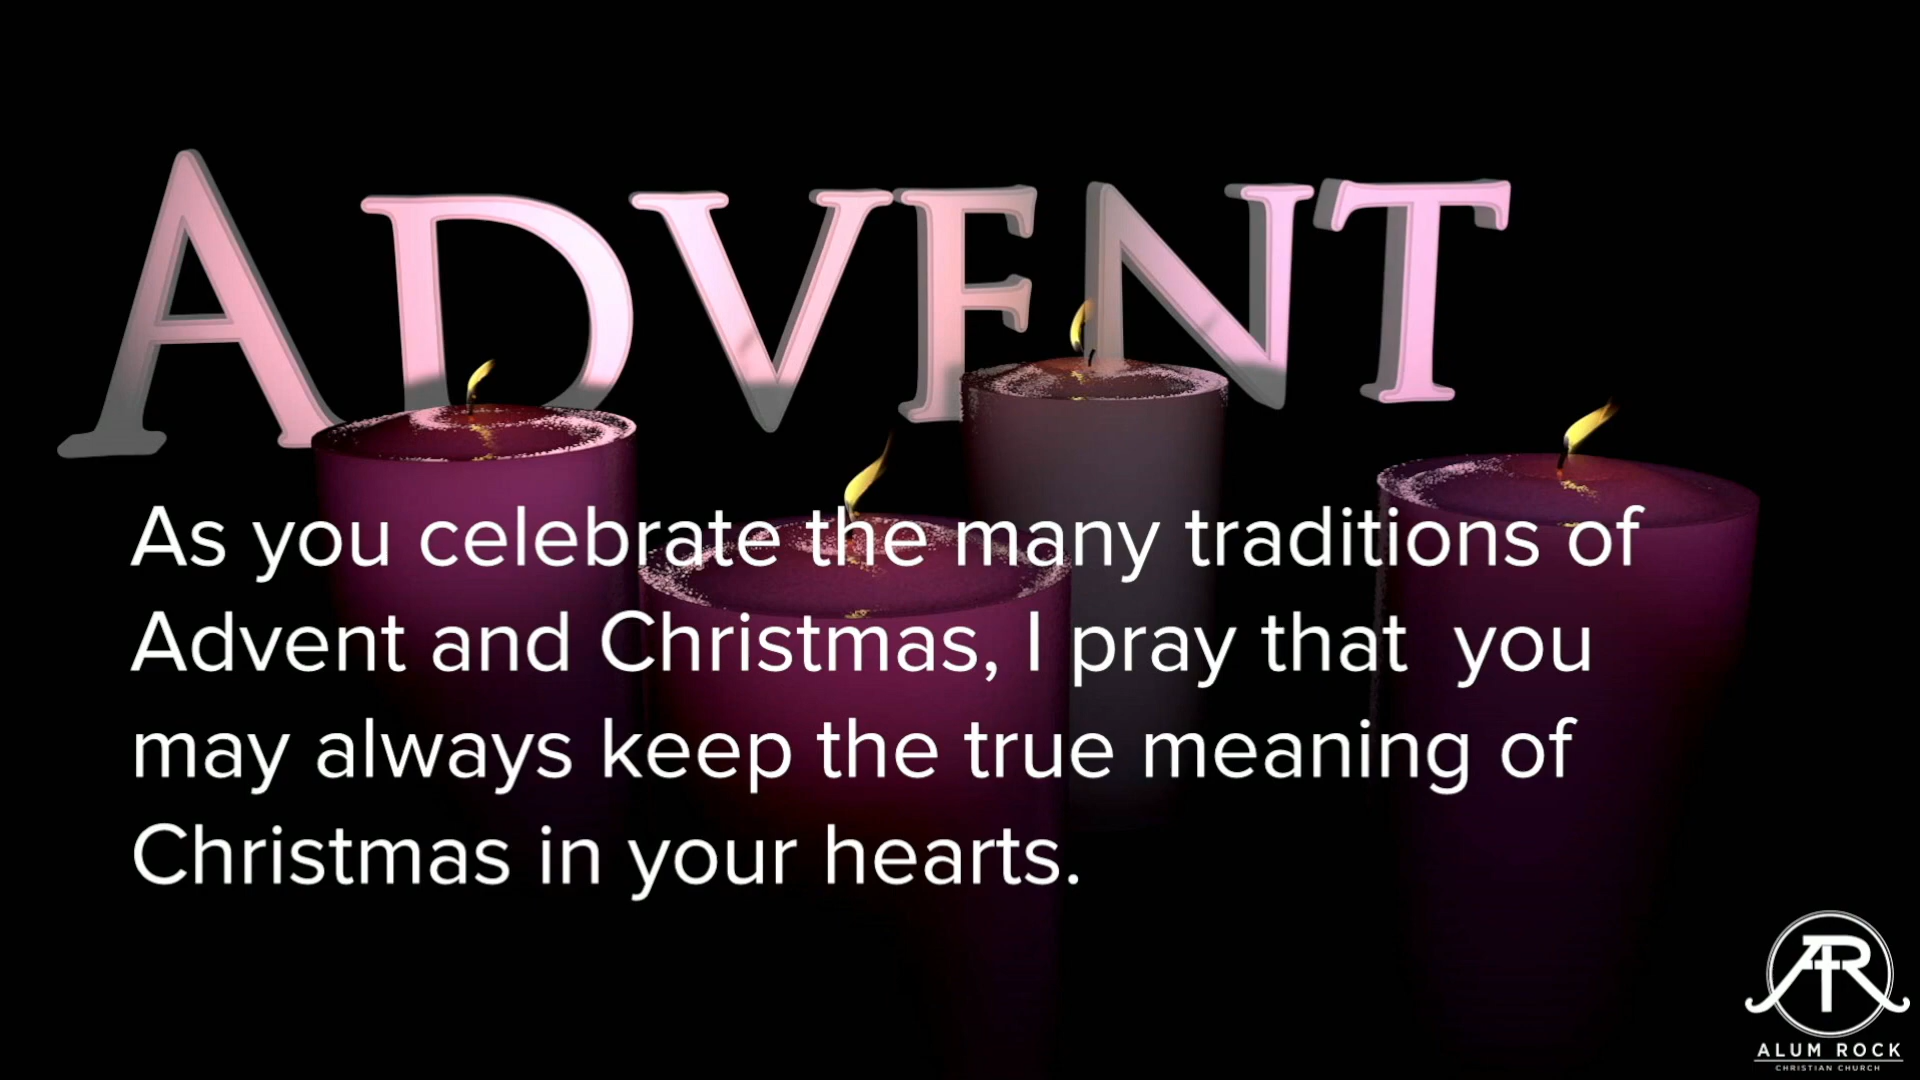 ADVENT
As you celebrate the many traditions of
Advent and Christmas, I pray that  you
may always keep the true meaning of
Christmas in your hearts.
AR
ALUM ROCK
CHRISTIAN CHURCH